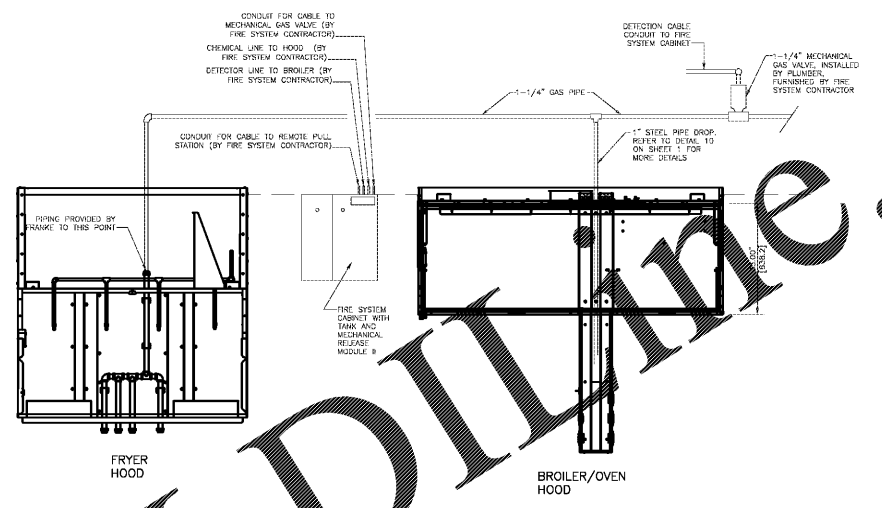 CONDUIT FOR CABLE TO
MECHANICAL GAS VALVE (BY
FIRE SYSTEM CONTRACTOR)
CHEMICAL LINE TO HOOD (BY
FIRE SYSTEM CONTRACTOR)
DETECTOR LINE TO BROILER (BY
FIRE SYSTEM CONTRACTOR)
DETECTION CABLE
CONDUIT TO FIRE
SYSTEM CABINET
1-1/4" MECHANICAL
GAS VALVE, INSTALLED
BY PLUMBER,
FURNISHED BY FIRE
SYSTEM CONTRACTOR
1-1/4" GAS PIPE
CONDUIT FOR CABLE TO REMOTE PULL
STATION (BY FIRE SYSTEM CONTRACTOR)
1" STEEL PIPE DROP,
REFER TO DETAIL 10
ON SHEET 1 FOR
MORE DETAILS
PIPING PROVIDED BY
FRANKE TO THIS POINT
[838.2]
FIRE SYSTEM
CABINET WITH
TANK AND
MECHANICAL
RELEASE
MODULE
FRYER
HOOD
BROILER/OVEN
HOOD
DILine